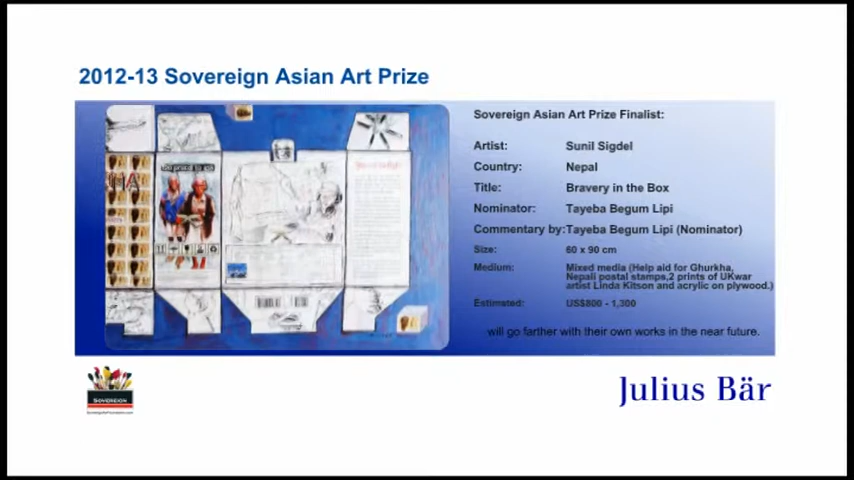 2012-13 Sovereign Asian Art Prize
Sovereign Asian Art Prize Finalist:
Artist: Sunil Sigdel
Country: Nepal
Title: Bravery in the Box
Nominator: Tayeba Begum Lipi
Commentary by:Tayeba Begum Lipi (Nominator)
Size: 60 x 90 cm
Medium: Mixed media (Help aid for Ghurkha,
Nepali postal stamps,2 prints of UKwar
artist Linda Kitson and acrylic on plywood.)
Estimated: US$800 - 1,300
will go farther with their own works in the near future.
SOVEREIGN
Julius Bär